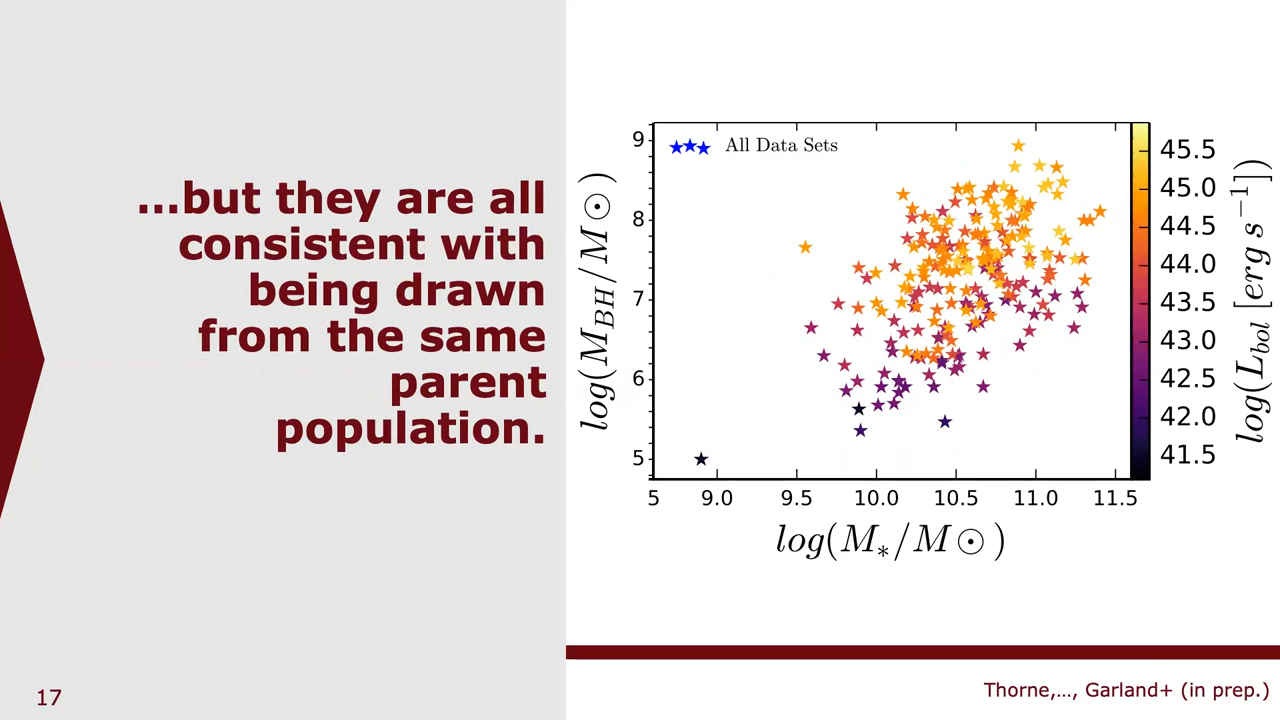 ...but they are all
consistent with
being drawn
from the same
parent
population.
17
All Data Sets
log(M_BH/M⊙)
9
8
7
6
5
5
9.0
9.5
10.0
10.5
11.0
11.5
log(M_*/M⊙)
45.5
45.0
44.5
44.0
43.5
43.0
42.5
42.0
41.5
log(L_bol [erg s^−1])
Thorne,..., Garland+ (in prep.)